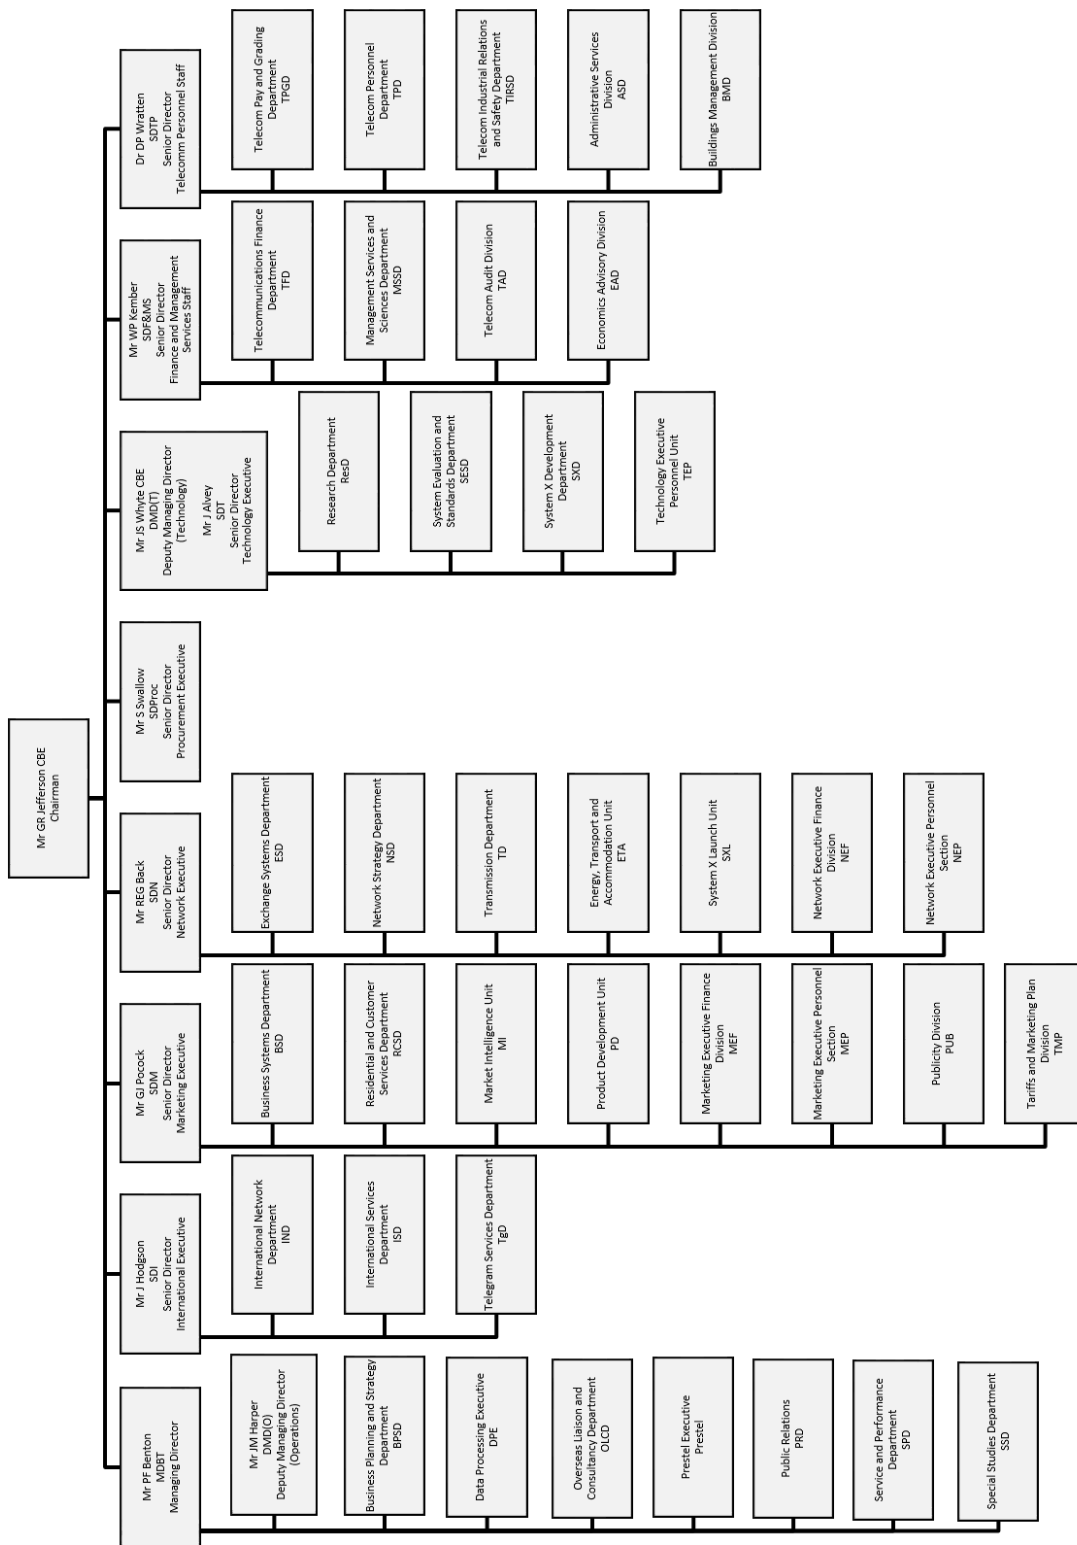 Mr GR Jefferson CBE
Chairman
Mr PF Benton
MDBT
Managing Director
Mr JM Harper
DMD(O)
Deputy Managing Director
(Operations)
Business Planning and Strategy
Department
BPSD
Data Processing Executive
DPE
Overseas Liaison and
Consultancy Department
OLCD
Prestel Executive
Prestel
Public Relations
PRD
Service and Performance
Department
SPD
Special Studies Department
SSD
Mr J Hodgson
SDI
Senior Director
International Executive
International Network
Department
IND
International Services
Department
ISD
Telegram Services Department
TgD
Mr GJ Pocock
SDM
Senior Director
Marketing Executive
Business Systems Department
BSD
Residential and Customer
Services Department
RCSD
Market Intelligence Unit
MI
Product Development Unit
PD
Marketing Executive Finance
Division
MEF
Marketing Executive Personnel
Section
MEP
Publicity Division
PUB
Tariffs and Marketing Plan
Division
TMP
Mr REG Back
SDN
Senior Director
Network Executive
Exchange Systems Department
ESD
Network Strategy Department
NSD
Transmission Department
TD
Energy, Transport and
Accommodation Unit
ETA
System X Launch Unit
SXL
Network Executive Finance
Division
NEF
Network Executive Personnel
Section
NEP
Mr S Swallow
SDProc
Senior Director
Procurement Executive
Mr JS Whyte CBE
DMD(T)
Deputy Managing Director
(Technology)
Mr J Alvey
SDT
Senior Director
Technology Executive
Research Department
ResD
System Evaluation and
Standards Department
SESD
System X Development
Department
SXD
Technology Executive
Personnel Unit
TEP
Mr WP Kember
SDF&MS
Senior Director
Finance and Management
Services Staff
Telecommunications Finance
Department
TFD
Management Services and
Sciences Department
MSSD
Telecom Audit Division
TAD
Economics Advisory Division
EAD
Dr DP Wratten
SDTP
Senior Director
Telecomm Personnel Staff
Telecom Pay and Grading
Department
TPGD
Telecom Personnel
Department
TPD
Telecom Industrial Relations
and Safety Department
TIRSD
Administrative Services
Division
ASD
Buildings Management Division
BMD